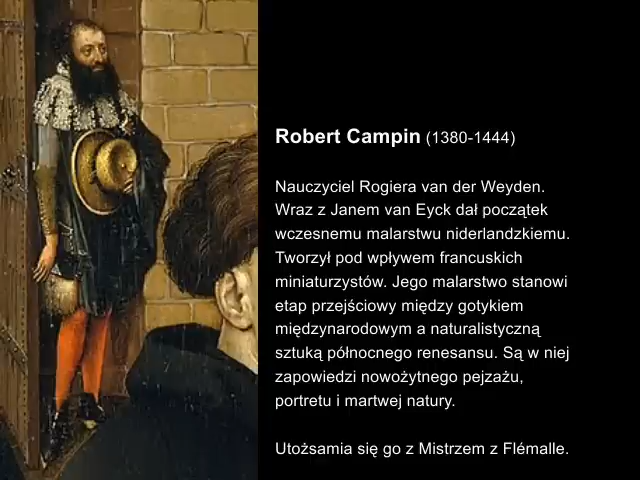 Robert Campin (1380-1444)
Nauczyciel Rogiera van der Weyden.
Wraz z Janem van Eyck dał początek
wczesnemu malarstwu niderlandzkiemu.
Tworzył pod wpływem francuskich
miniaturzystów. Jego malarstwo stanowi
etap przejściowy między gotykiem
międzynarodowym a naturalistyczną
sztuką północnego renesansu. Są w niej
zapowiedzi nowożytnego pejzażu,
portretu i martwej natury.
Utożsamia się go z Mistrzem z Flémalle.